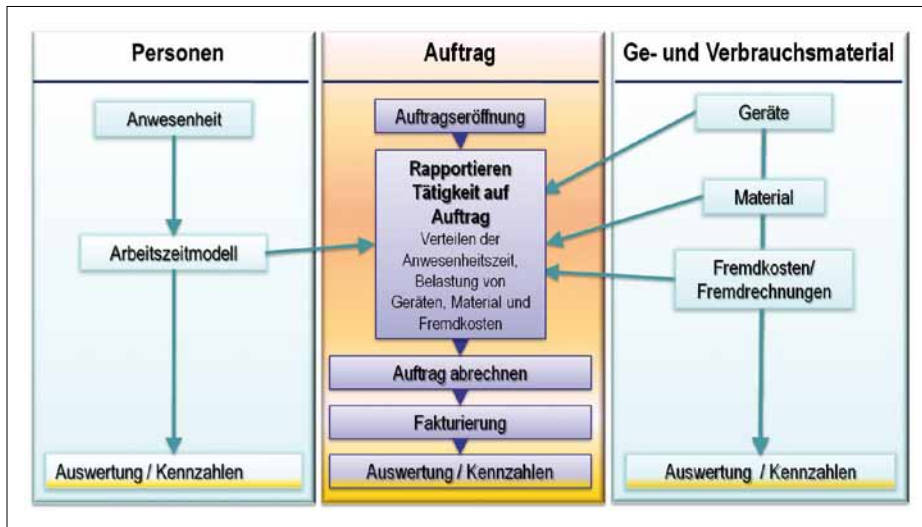 Personen
Anwesenheit
Arbeitszeitmodell
Auswertung / Kennzahlen
Auftrag
Auftragseröffnung
Rapportieren
Tätigkeit auf
Auftrag
Verteilen der
Anwesenheitszeit,
Belastung von
Geräten, Material und
Fremdkosten
Auftrag abrechnen
Fakturierung
Auswertung / Kennzahlen
Ge- und Verbrauchsmaterial
Geräte
Material
Fremdkosten/
Fremdrechnungen
Auswertung / Kennzahlen